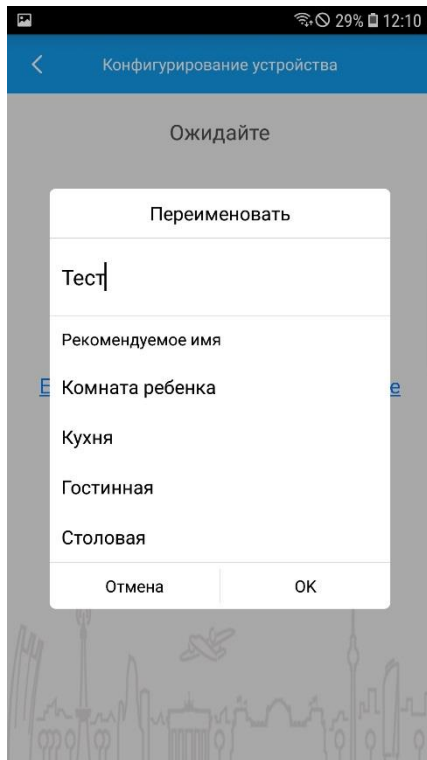 29% 12:10
Конфигурирование устройства
Ожидайте
Переименовать
Тест
Рекомендуемое имя
Комната ребенка
Кухня
Гостинная
Столовая
Отмена OK